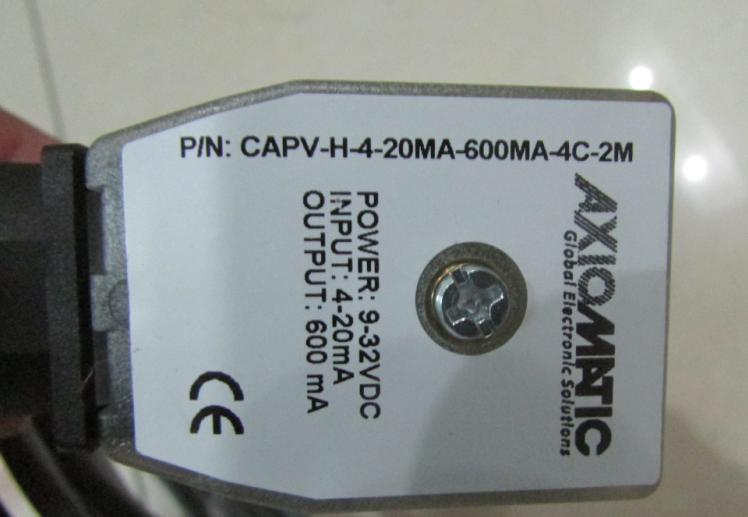 P/N: CAPV-H-4-20MA-600MA-4C-2M
AXIOMATIC
Global Electronic Solutions
POWER: 9-32VDC
INPUT: 4-20mA
OUTPUT: 600 mA
CE